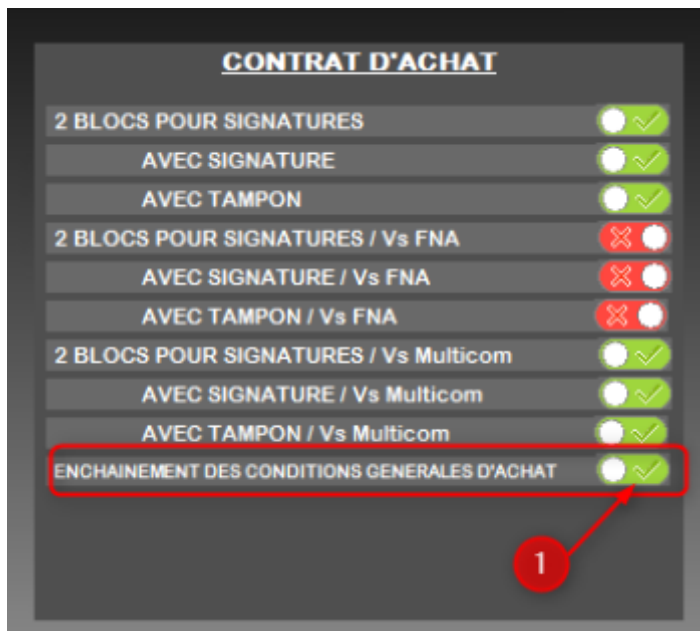 CONTRAT D'ACHAT
2 BLOCS POUR SIGNATURES
AVEC SIGNATURE
AVEC TAMPON
2 BLOCS POUR SIGNATURES / Vs FNA
AVEC SIGNATURE / Vs FNA
AVEC TAMPON / Vs FNA
2 BLOCS POUR SIGNATURES / Vs Multicom
AVEC SIGNATURE / Vs Multicom
AVEC TAMPON / Vs Multicom
ENCHAINEMENT DES CONDITIONS GENERALES D'ACHAT
1